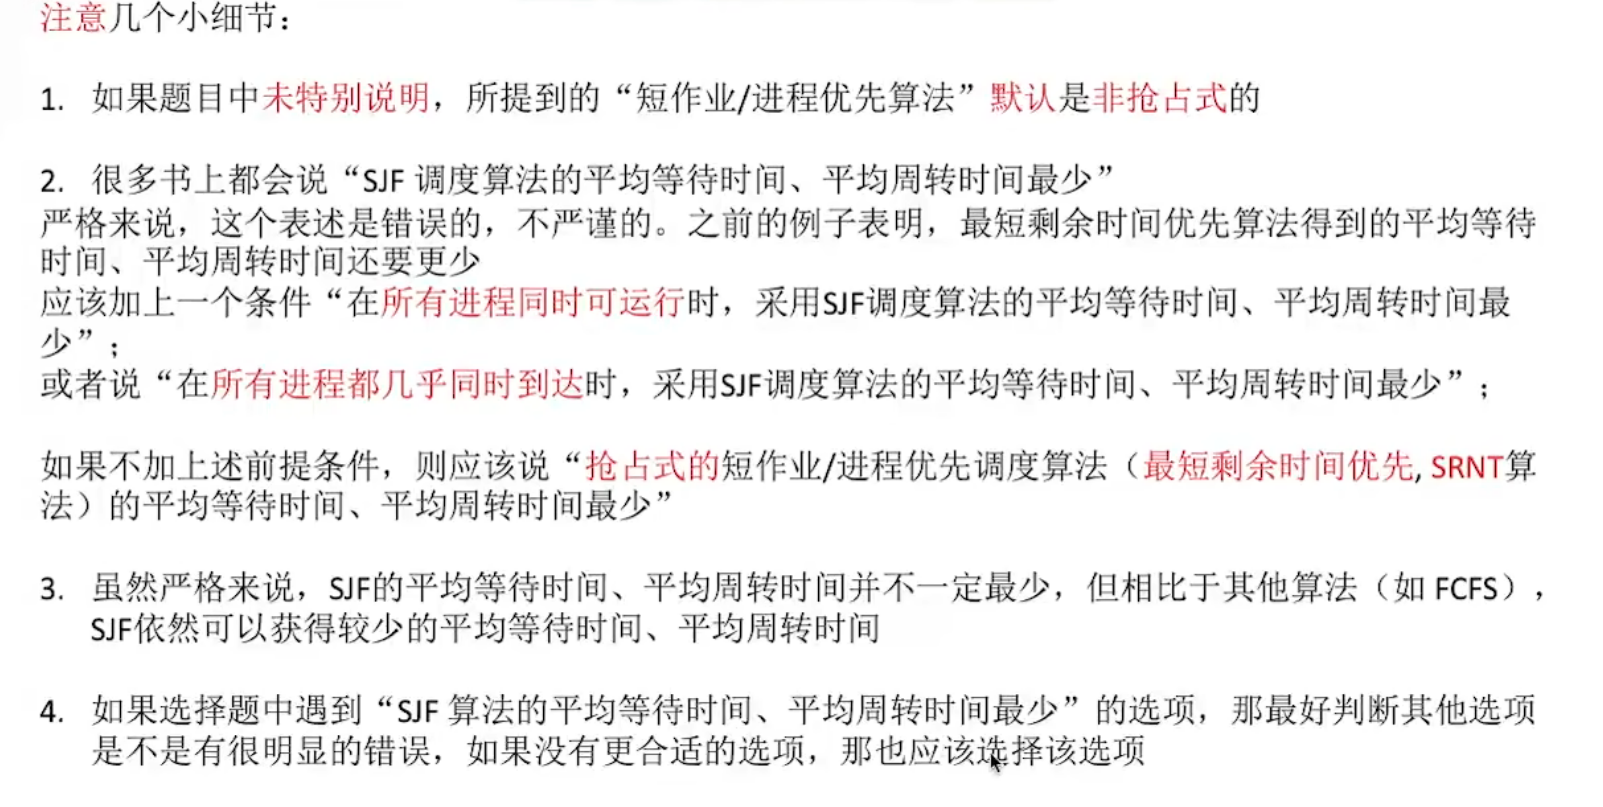 注意几个小细节：
1. 如果题目中未特别说明，所提到的“短作业/进程优先算法”默认是非抢占式的
2. 很多书上都会说“SJF 调度算法的平均等待时间、平均周转时间最少”
严格来说，这个表述是错误的，不严谨的。之前的例子表明，最短剩余时间优先算法得到的平均等待
时间、平均周转时间还要更少
应该加上一个条件“在所有进程同时可运行时，采用SJF调度算法的平均等待时间、平均周转时间最
少”；
或者说“在所有进程都几乎同时到达时，采用SJF调度算法的平均等待时间、平均周转时间最少”；
如果不加上述前提条件，则应该说“抢占式的短作业/进程优先调度算法（最短剩余时间优先, SRNT算
法）的平均等待时间、平均周转时间最少”
3. 虽然严格来说，SJF的平均等待时间、平均周转时间并不一定最少，但相比于其他算法（如 FCFS），
SJF依然可以获得较少的平均等待时间、平均周转时间
4. 如果选择题中遇到“SJF 算法的平均等待时间、平均周转时间最少”的选项，那最好判断其他选项
是不是有很明显的错误，如果没有更合适的选项，那也应该选择该选项